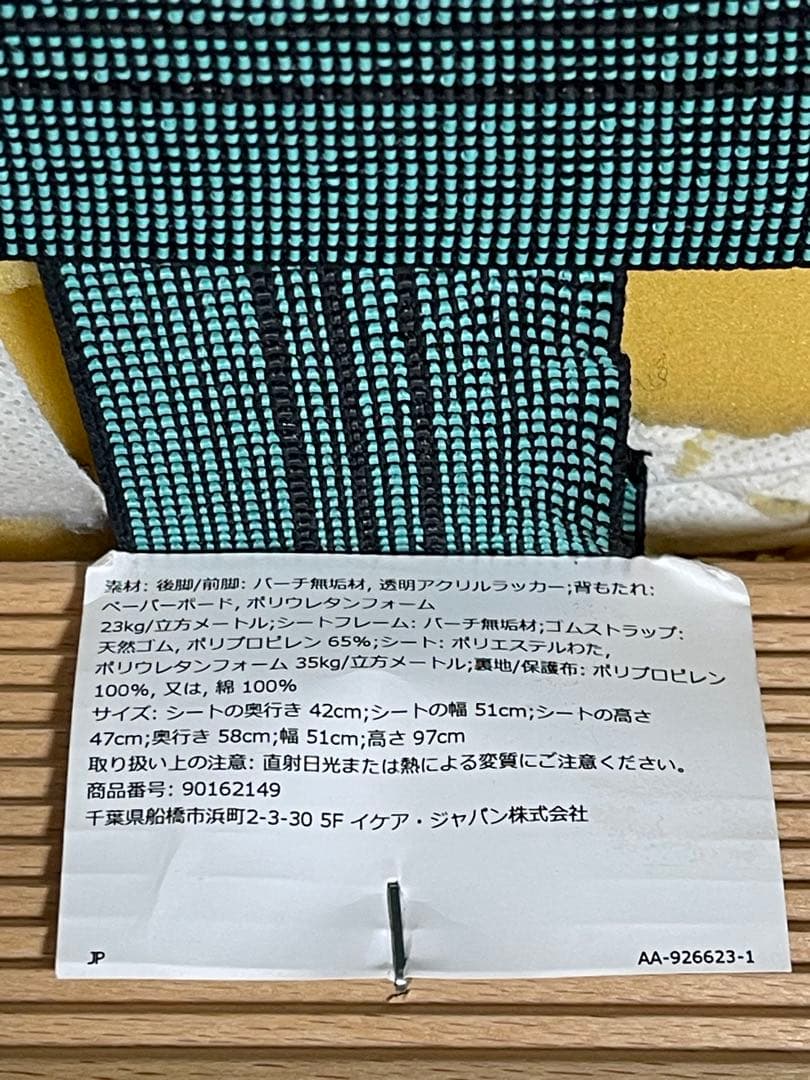 素材: 後脚/前脚: バーチ無垢材, 透明アクリルラッカー;背もたれ:
ペーパーボード, ポリウレタンフォーム
23kg/立方メートル;シートフレーム: バーチ無垢材;ゴムストラップ:
天然ゴム, ポリプロピレン 65%;シート: ポリエステルわた,
ポリウレタンフォーム 35kg/立方メートル;裏地/保護布: ポリプロピレン
100%, 又は, 綿 100%
サイズ: シートの奥行き 42cm;シートの幅 51cm;シートの高さ
47cm;奥行き 58cm;幅 51cm;高さ 97cm
取り扱い上の注意: 直射日光または熱による変質にご注意ください。
商品番号: 90162149
千葉県船橋市浜町2-3-30 5F イケア・ジャパン株式会社
JP
AA-926623-1